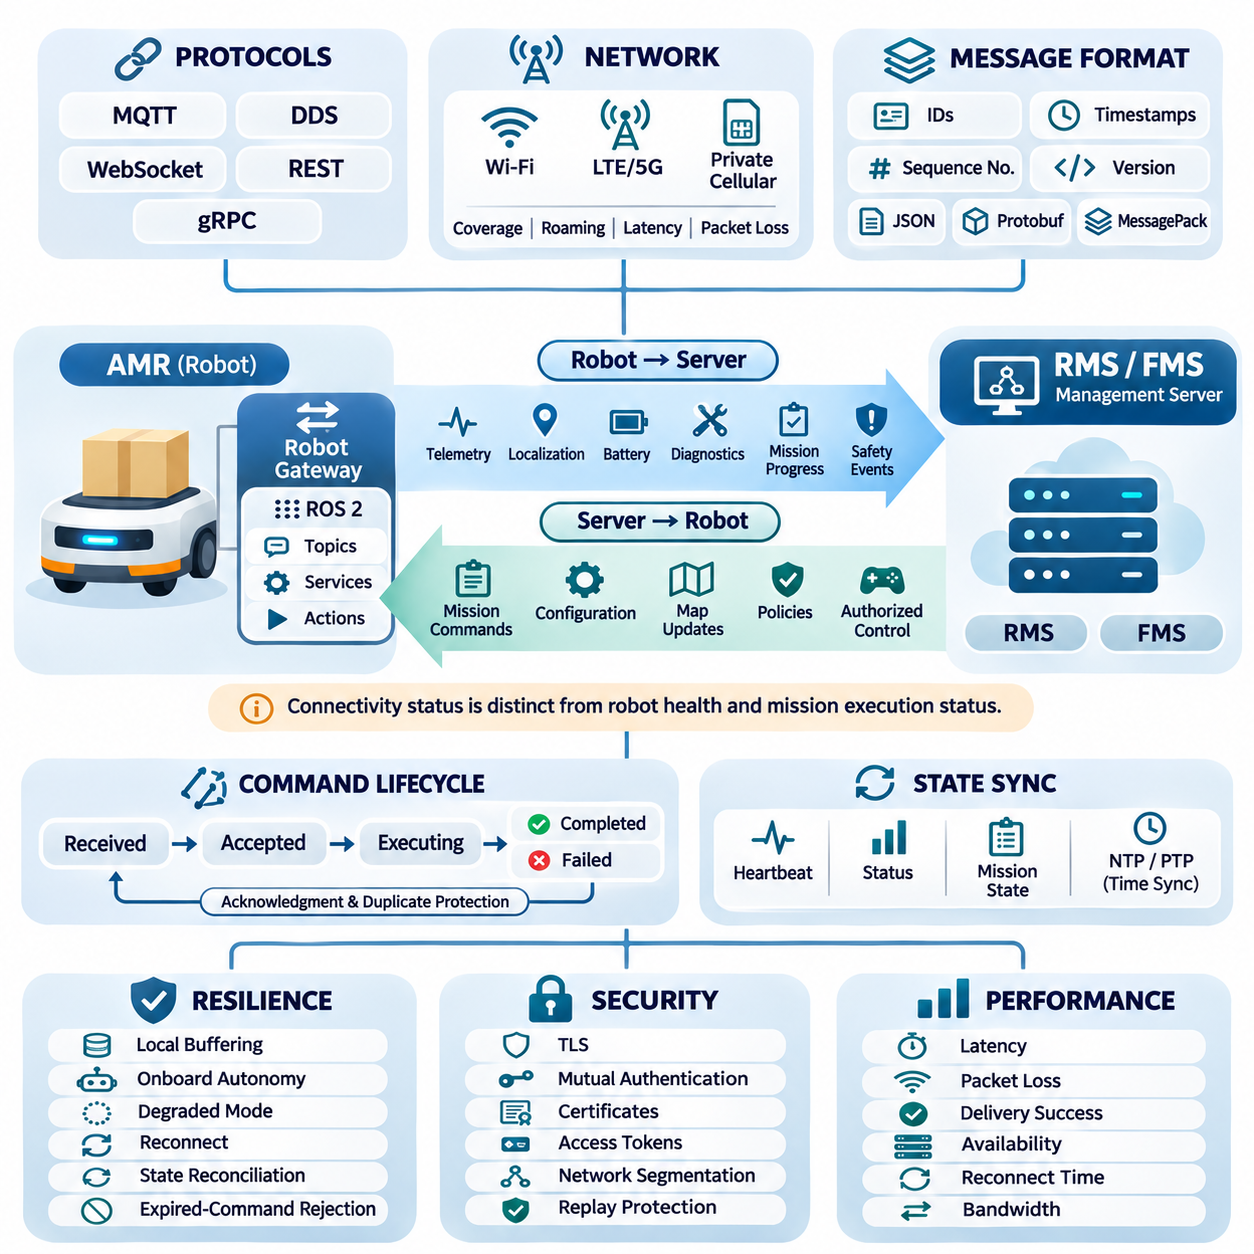 PROTOCOLS
MQTT
DDS
WebSocket
REST
gRPC
NETWORK
Wi-Fi
LTE/5G
Private
Cellular
Coverage | Roaming | Latency | Packet Loss
MESSAGE FORMAT
IDs
Timestamps
# Sequence No.
</> Version
JSON
Protobuf
MessagePack
AMR (Robot)
Robot
Gateway
ROS 2
Topics
Services
Actions
Robot → Server
Telemetry
Localization
Battery
Diagnostics
Mission
Progress
Safety
Events
Server → Robot
Mission
Commands
Configuration
Map
Updates
Policies
Authorized
Control
RMS / FMS
Management Server
RMS
FMS
Connectivity status is distinct from robot health and mission execution status.
COMMAND LIFECYCLE
Received
Accepted
Executing
Completed
Failed
Acknowledgment & Duplicate Protection
STATE SYNC
Heartbeat
Status
Mission
State
NTP / PTP
(Time Sync)
RESILIENCE
Local Buffering
Onboard Autonomy
Degraded Mode
Reconnect
State Reconciliation
Expired-Command Rejection
SECURITY
TLS
Mutual Authentication
Certificates
Access Tokens
Network Segmentation
Replay Protection
PERFORMANCE
Latency
Packet Loss
Delivery Success
Availability
Reconnect Time
Bandwidth